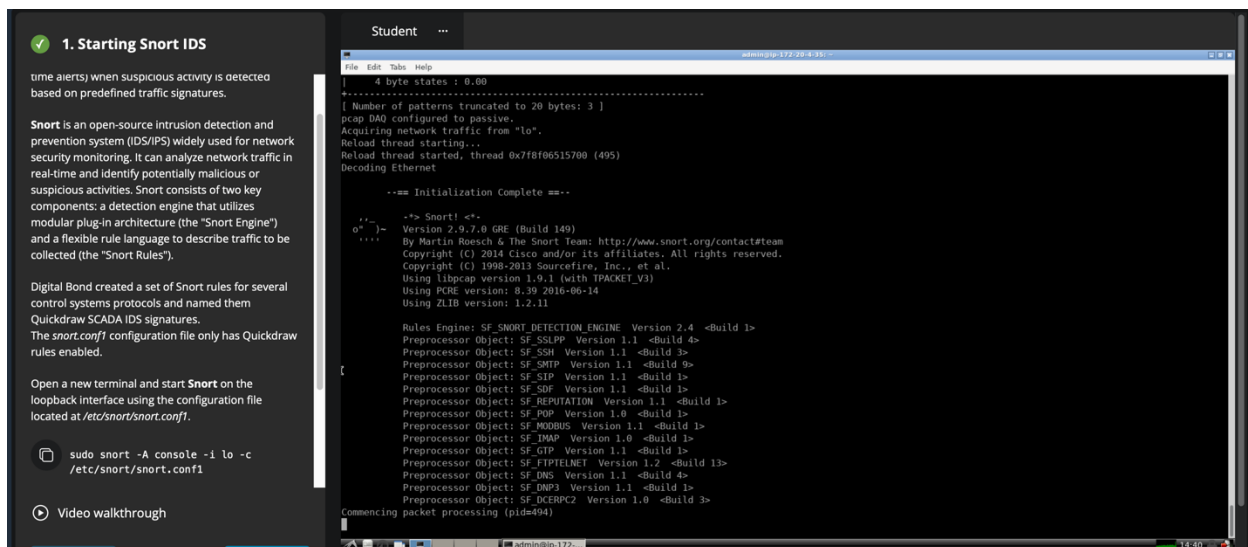 1. Starting Snort IDS
time alerts) when suspicious activity is detected
based on predefined traffic signatures.
Snort is an open-source intrusion detection and
prevention system (IDS/IPS) widely used for network
security monitoring. It can analyze network traffic in
real-time and identify potentially malicious or
suspicious activities. Snort consists of two key
components: a detection engine that utilizes
modular plug-in architecture (the "Snort Engine")
and a flexible rule language to describe traffic to be
collected (the "Snort Rules").
Digital Bond created a set of Snort rules for several
control systems protocols and named them
Quickdraw SCADA IDS signatures.
The snort.conf1 configuration file only has Quickdraw
rules enabled.
Open a new terminal and start Snort on the
loopback interface using the configuration file
located at /etc/snort/snort.conf1.
sudo snort -A console -i lo -c
/etc/snort/snort.conf1
Video walkthrough
Student ...
admin@ip-172-20-4-35: ~
File Edit Tabs Help
|     4 byte states : 0.00
+----------------------------------------------------------------
[ Number of patterns truncated to 20 bytes: 3 ]
pcap DAQ configured to passive.
Acquiring network traffic from "lo".
Reload thread starting...
Reload thread started, thread 0x7f8f06515700 (495)
Decoding Ethernet
--== Initialization Complete ==--
,,_     -*> Snort! <*-
o"  )~   Version 2.9.7.0 GRE (Build 149)
''''    By Martin Roesch & The Snort Team: http://www.snort.org/contact#team
Copyright (C) 2014 Cisco and/or its affiliates. All rights reserved.
Copyright (C) 1998-2013 Sourcefire, Inc., et al.
Using libpcap version 1.9.1 (with TPACKET_V3)
Using PCRE version: 8.39 2016-06-14
Using ZLIB version: 1.2.11
Rules Engine: SF_SNORT_DETECTION_ENGINE  Version 2.4  <Build 1>
Preprocessor Object: SF_SSLPP  Version 1.1  <Build 4>
Preprocessor Object: SF_SSH  Version 1.1  <Build 3>
Preprocessor Object: SF_SMTP  Version 1.1  <Build 9>
Preprocessor Object: SF_SIP  Version 1.1  <Build 1>
Preprocessor Object: SF_SDF  Version 1.1  <Build 1>
Preprocessor Object: SF_REPUTATION  Version 1.1  <Build 1>
Preprocessor Object: SF_POP  Version 1.0  <Build 1>
Preprocessor Object: SF_MODBUS  Version 1.1  <Build 1>
Preprocessor Object: SF_IMAP  Version 1.0  <Build 1>
Preprocessor Object: SF_GTP  Version 1.1  <Build 1>
Preprocessor Object: SF_FTPTELNET  Version 1.2  <Build 13>
Preprocessor Object: SF_DNS  Version 1.1  <Build 4>
Preprocessor Object: SF_DNP3  Version 1.1  <Build 1>
Preprocessor Object: SF_DCERPC2  Version 1.0  <Build 3>
Commencing packet processing (pid=494)
admin@ip-172-
14:40